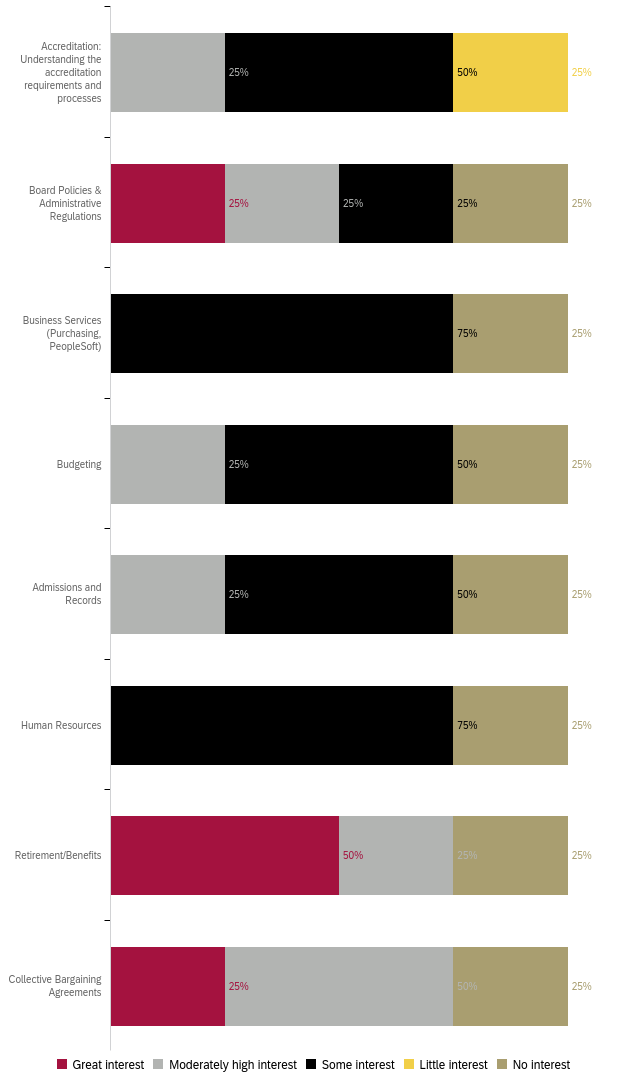 Accreditation:
Understanding the
accreditation
requirements and
processes
25%
50%
25%
Board Policies &
Administrative
Regulations
25%
25%
25%
25%
Business Services
(Purchasing,
PeopleSoft)
75%
25%
Budgeting
25%
50%
25%
Admissions and
Records
25%
50%
25%
Human Resources
75%
25%
Retirement/Benefits
50%
25%
25%
Collective Bargaining
Agreements
25%
50%
25%
Great interest
Moderately high interest
Some interest
Little interest
No interest